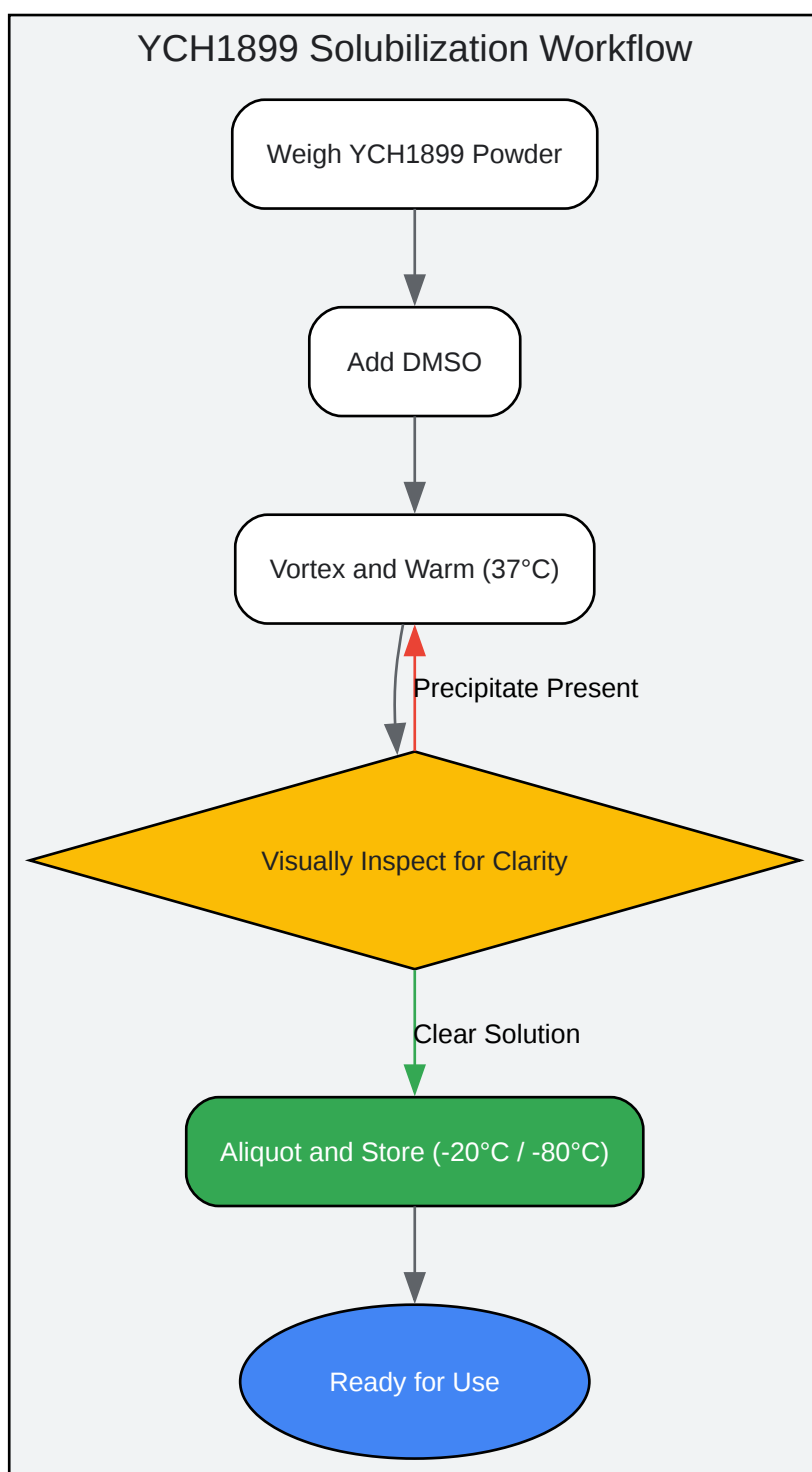 YCH1899 Solubilization Workflow
Weigh YCH1899 Powder
Add DMSO
Vortex and Warm (37°C)
Precipitate Present
Visually Inspect for Clarity
Clear Solution
Aliquot and Store (-20°C / -80°C)
Ready for Use